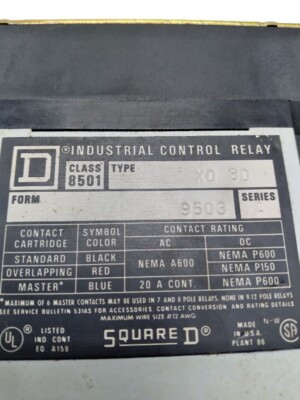 D ®INDUSTRIAL CONTROL RELAY
CLASS 8501 TYPE XO 80
FORM 9503 SERIES
CONTACT CARTRIDGE SYMBOL COLOR CONTACT RATING
AC DC
STANDARD BLACK NEMA A600 NEMA P600
OVERLAPPING RED NEMA P150
MASTER* BLUE 20 A CONT. NEMA P600
*MAXIMUM OF 6 MASTER CONTACTS MAY BE USED IN 7 AND 8 POLE RELAYS. NONE IN 9-12 POLE RELAYS
SEE SERVICE BULLETIN 531AS FOR ACCESSORIES, CONTACT CONVERSION, AND RATING DETAILS
MAXIMUM WIRE SIZE #12 AWG
UL LISTED IND CONT EQ A159 SQUARE D® MADE IN U.S.A. PLANT 86 N-W SA